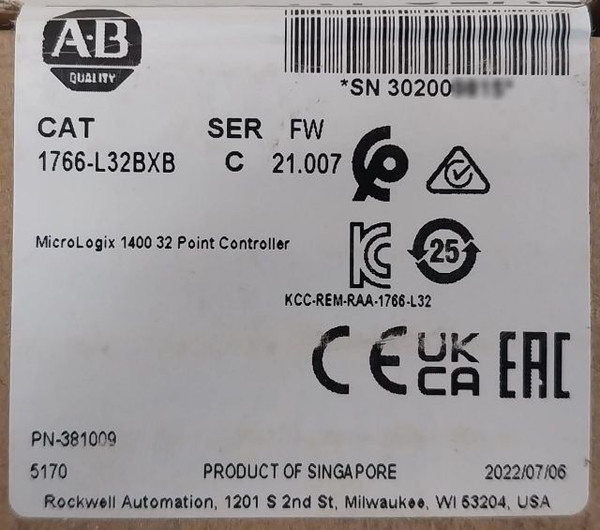 A·B
QUALITY
*SN 30200
CAT SER FW
1766-L32BXB C 21.007
MicroLogix 1400 32 Point Controller
25
KCC-REM-RAA-1766-L32
CE UK CA EAC
PN-381009
5170 PRODUCT OF SINGAPORE 2022/07/06
Rockwell Automation, 1201 S 2nd St, Milwaukee, WI 53204, USA